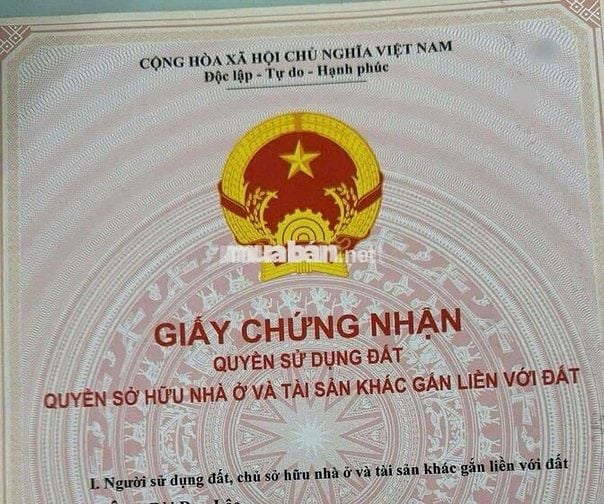 CỘNG HÒA XÃ HỘI CHỦ NGHĨA VIỆT NAM
Độc lập - Tự do - Hạnh phúc
muaban.net
GIẤY CHỨNG NHẬN
QUYỀN SỬ DỤNG ĐẤT
QUYỀN SỞ HỮU NHÀ Ở VÀ TÀI SẢN KHÁC GẮN LIỀN VỚI ĐẤT
I. Người sử dụng đất, chủ sở hữu nhà ở và tài sản khác gắn liền với đất